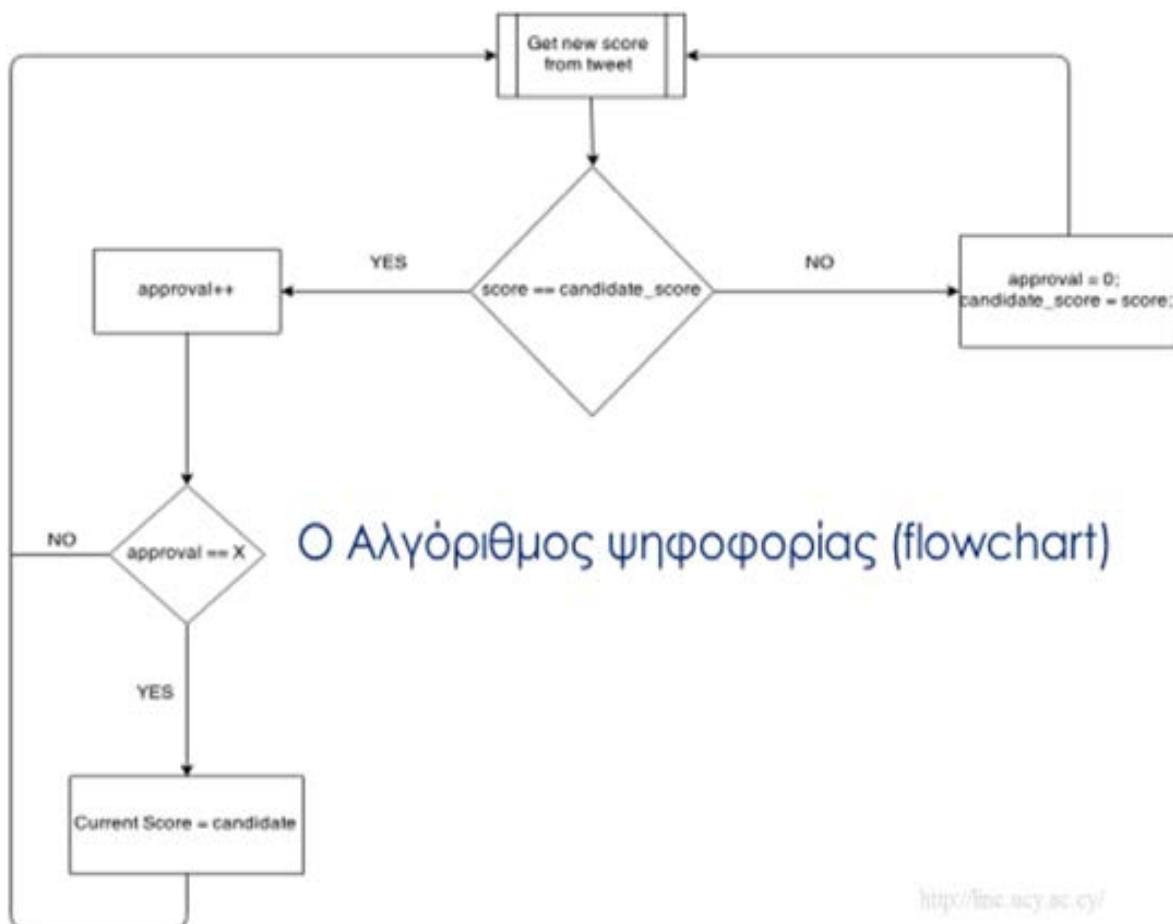 Get new score
from tweet
YES
NO
approval++
score == candidate_score
approval = 0;
candidate_score = score;
NO
approval == X
Ο Αλγόριθμος ψηφοφορίας (flowchart)
YES
Current Score = candidate
http://linc.ucy.ac.cy/